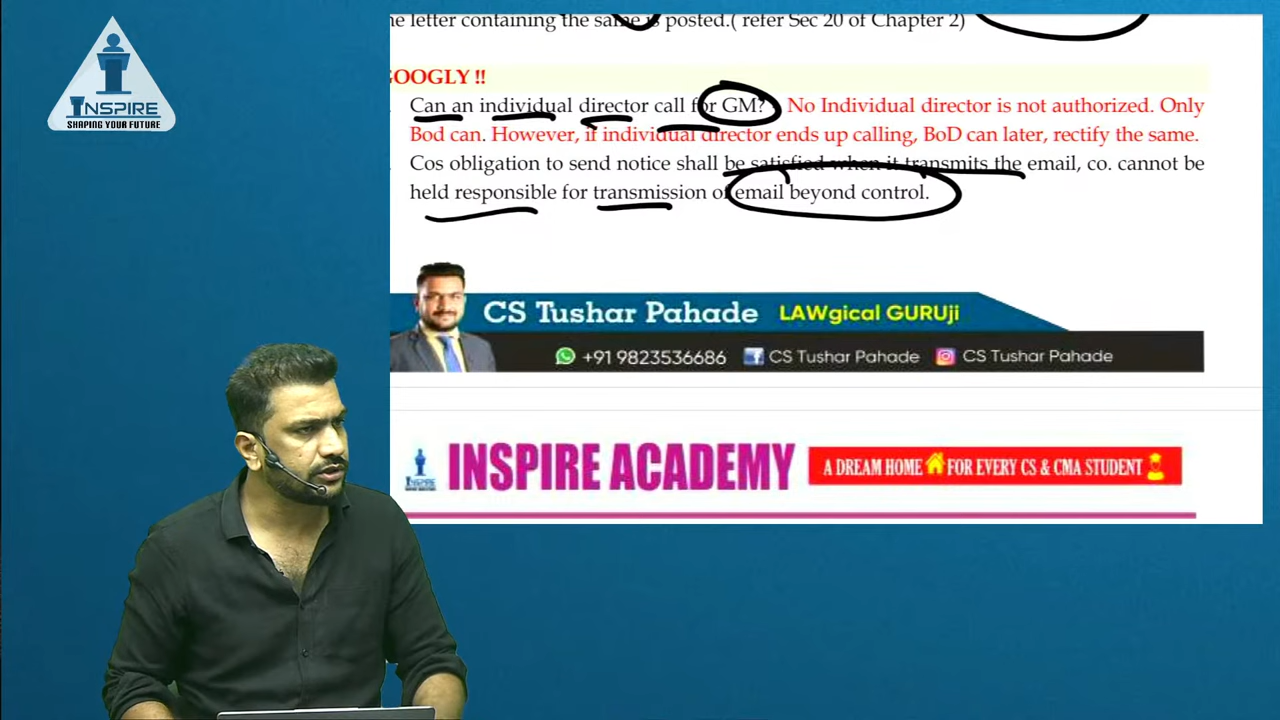 INSPIRE
SHAPING YOUR FUTURE
e letter containing the same is posted.( refer Sec 20 of Chapter 2)
GOOGLY !!
Can an individual director call for GM? No Individual director is not authorized. Only
Bod can. However, if individual director ends up calling, BoD can later, rectify the same.
Cos obligation to send notice shall be satisfied when it transmits the email, co. cannot be
held responsible for transmission of email beyond control.
CS Tushar Pahade LAWgical GURUji
+91 9823536686 CS Tushar Pahade CS Tushar Pahade
INSPIRE
INSPIRE ACADEMY A DREAM HOME FOR EVERY CS & CMA STUDENT